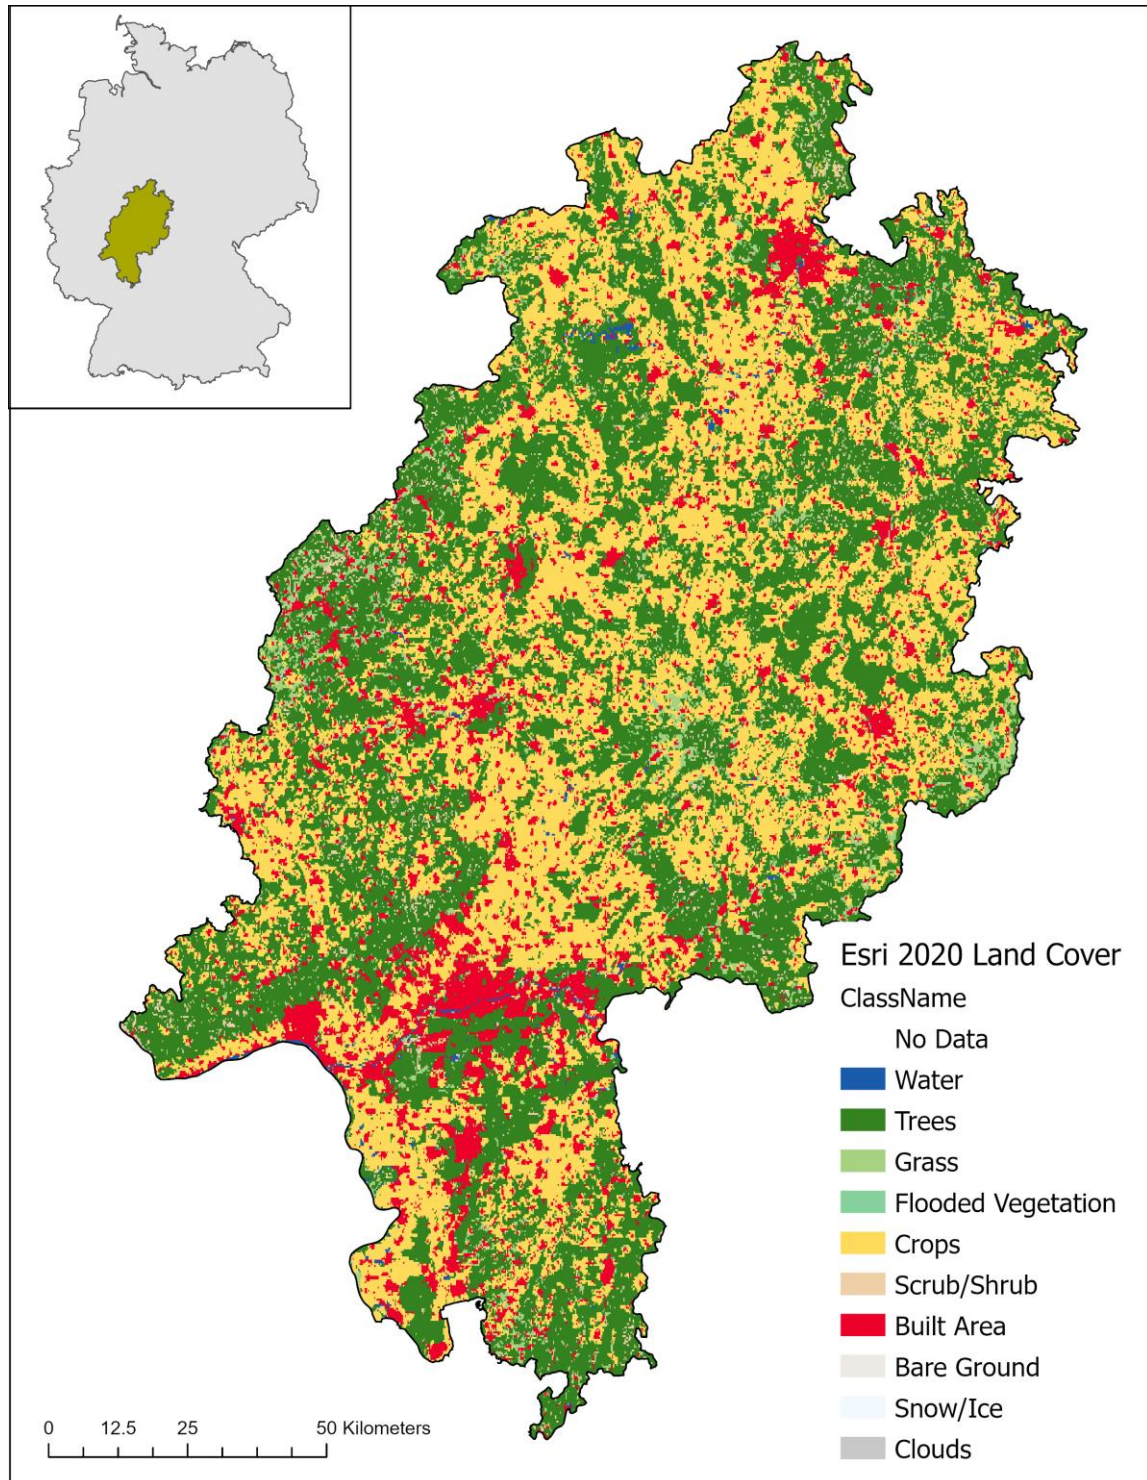 Esri 2020 Land Cover
ClassName
No Data
Water
Trees
Grass
Flooded Vegetation
Crops
Scrub/Shrub
Built Area
Bare Ground
Snow/Ice
Clouds
0 12.5 25 50 Kilometers